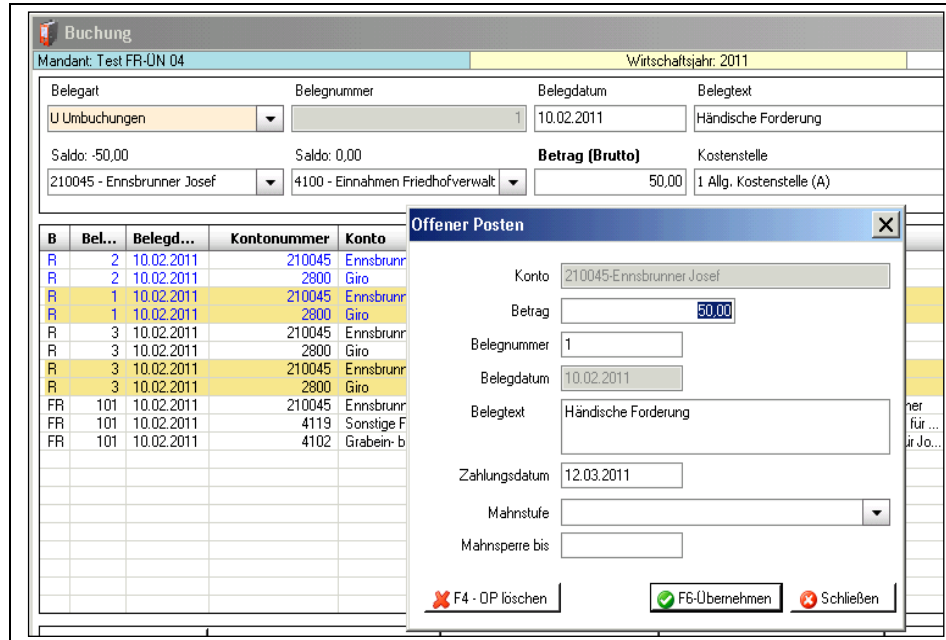 Buchung
Mandant: Test FR-ÜN 04 Wirtschaftsjahr: 2011
Belegart Belegnummer Belegdatum Belegtext
U Umbuchungen 1 10.02.2011 Händische Forderung
Saldo: -50,00 Saldo: 0,00 Betrag (Brutto) Kostenstelle
210045 - Ennsbrunner Josef 4100 - Einnahmen Friedhofverwalt 50,00 1 Allg. Kostenstelle (A)
B Bel... Belegd... Kontonummer Konto
R 2 10.02.2011 210045 Ennsbrunr
R 2 10.02.2011 2800 Giro
R 1 10.02.2011 210045 Ennsbrunr
R 1 10.02.2011 2800 Giro
R 3 10.02.2011 210045 Ennsbrunr
R 3 10.02.2011 2800 Giro
R 3 10.02.2011 210045 Ennsbrunr
R 3 10.02.2011 2800 Giro
FR 101 10.02.2011 210045 Ennsbrunr ner
FR 101 10.02.2011 4119 Sonstige F für ...
FR 101 10.02.2011 4102 Grabein- b ür Jo...
Offener Posten
Konto 210045-Ennsbrunner Josef
Betrag 50,00
Belegnummer 1
Belegdatum 10.02.2011
Belegtext Händische Forderung
Zahlungsdatum 12.03.2011
Mahnstufe
Mahnsperre bis
F4 - OP löschen F6-Übernehmen Schließen